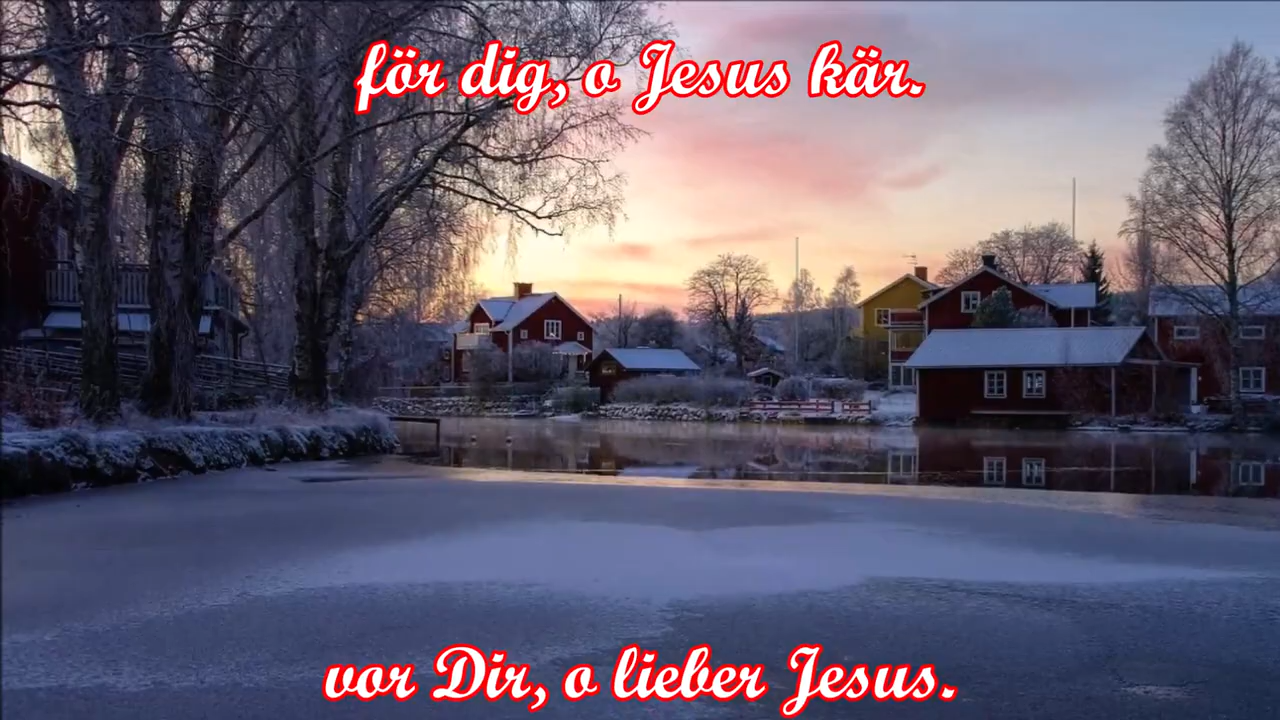 för dig, o Jesus kär.
vor Dir, o lieber Jesus.